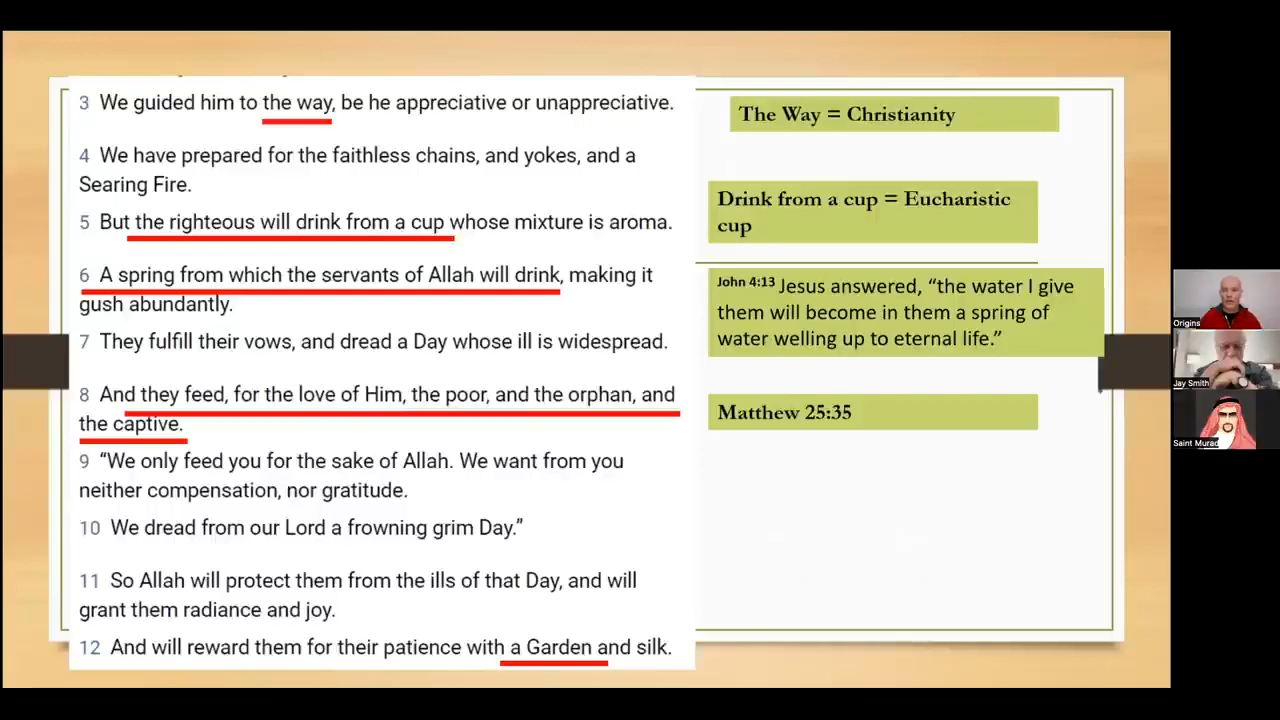 3 We guided him to the way, be he appreciative or unappreciative.
4 We have prepared for the faithless chains, and yokes, and a
Searing Fire.
5 But the righteous will drink from a cup whose mixture is aroma.
6 A spring from which the servants of Allah will drink, making it
gush abundantly.
7 They fulfill their vows, and dread a Day whose ill is widespread.
8 And they feed, for the love of Him, the poor, and the orphan, and
the captive.
9 “We only feed you for the sake of Allah. We want from you
neither compensation, nor gratitude.
10 We dread from our Lord a frowning grim Day.”
11 So Allah will protect them from the ills of that Day, and will
grant them radiance and joy.
12 And will reward them for their patience with a Garden and silk.
The Way = Christianity
Drink from a cup = Eucharistic
cup
John 4:13 Jesus answered, “the water I give
them will become in them a spring of
water welling up to eternal life.”
Matthew 25:35
Origins
Jay Smith
Saint Murad